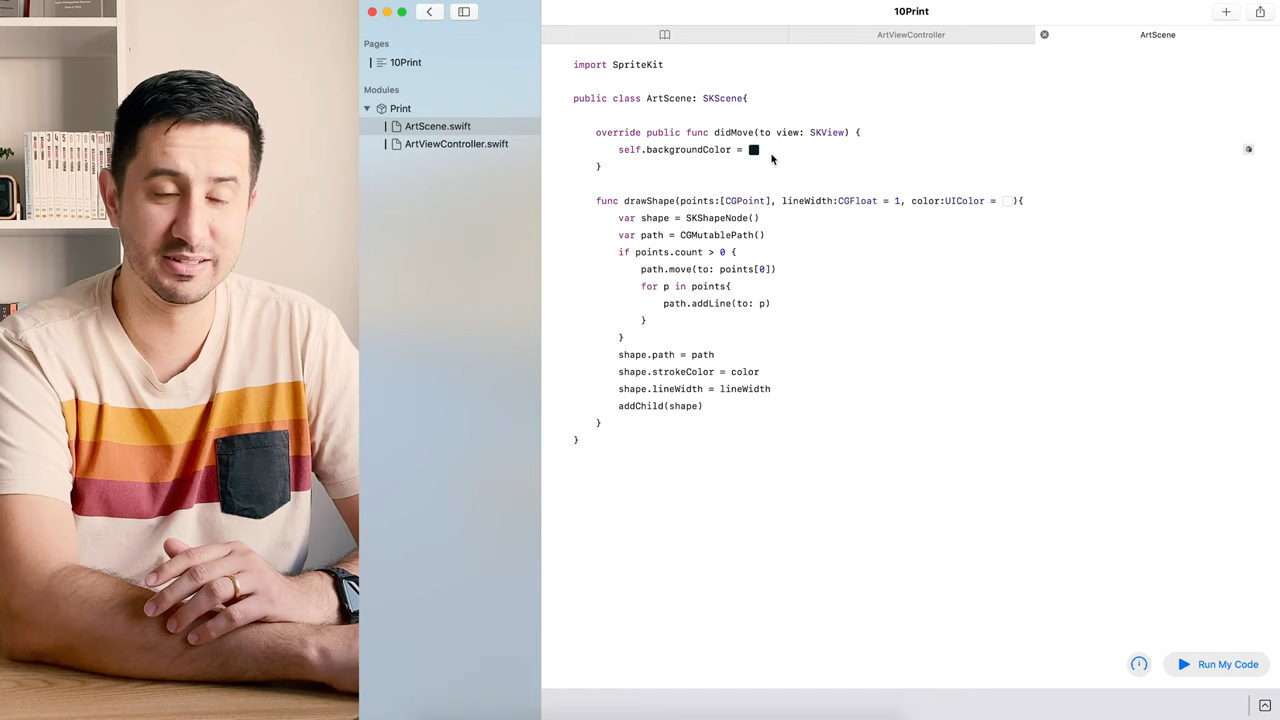 10Print
Pages
10Print
Modules
Print
ArtScene.swift
ArtViewController.swift
ArtViewController
ArtScene
import SpriteKit
public class ArtScene: SKScene{
override public func didMove(to view: SKView) {
self.backgroundColor =
}
func drawShape(points:[CGPoint], lineWidth:CGFloat = 1, color:UIColor = ){
var shape = SKShapeNode()
var path = CGMutablePath()
if points.count > 0 {
path.move(to: points[0])
for p in points{
path.addLine(to: p)
}
}
shape.path = path
shape.strokeColor = color
shape.lineWidth = lineWidth
addChild(shape)
}
}
Run My Code